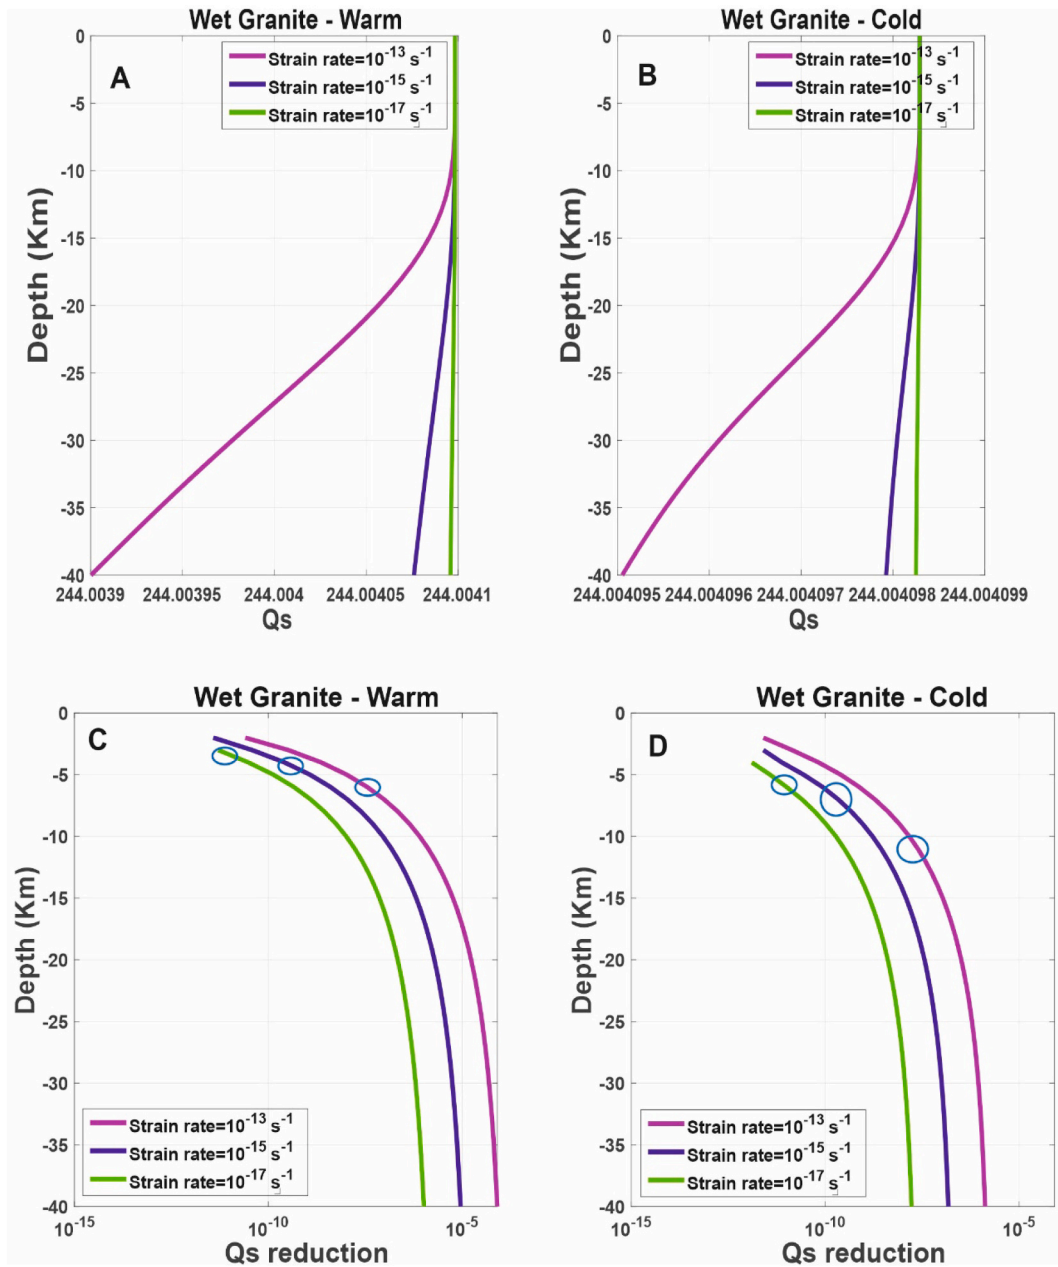 Wet Granite - Warm
A
Strain rate=10^-13 s^-1
Strain rate=10^-15 s^-1
Strain rate=10^-17 s^-1
0
-5
-10
-15
-20
-25
-30
-35
-40
Depth (Km)
244.0039 244.00395 244.004 244.00405 244.0041
Qs
Wet Granite - Cold
B
Strain rate=10^-13 s^-1
Strain rate=10^-15 s^-1
Strain rate=10^-17 s^-1
0
-5
-10
-15
-20
-25
-30
-35
-40
Depth (Km)
244.004095 244.004096 244.004097 244.004098 244.004099
Qs
Wet Granite - Warm
C
0
-5
-10
-15
-20
-25
-30
-35
-40
Depth (Km)
Strain rate=10^-13 s^-1
Strain rate=10^-15 s^-1
Strain rate=10^-17 s^-1
10^-15 10^-10 10^-5
Qs reduction
Wet Granite - Cold
D
0
-5
-10
-15
-20
-25
-30
-35
-40
Depth (Km)
Strain rate=10^-13 s^-1
Strain rate=10^-15 s^-1
Strain rate=10^-17 s^-1
10^-15 10^-10 10^-5
Qs reduction